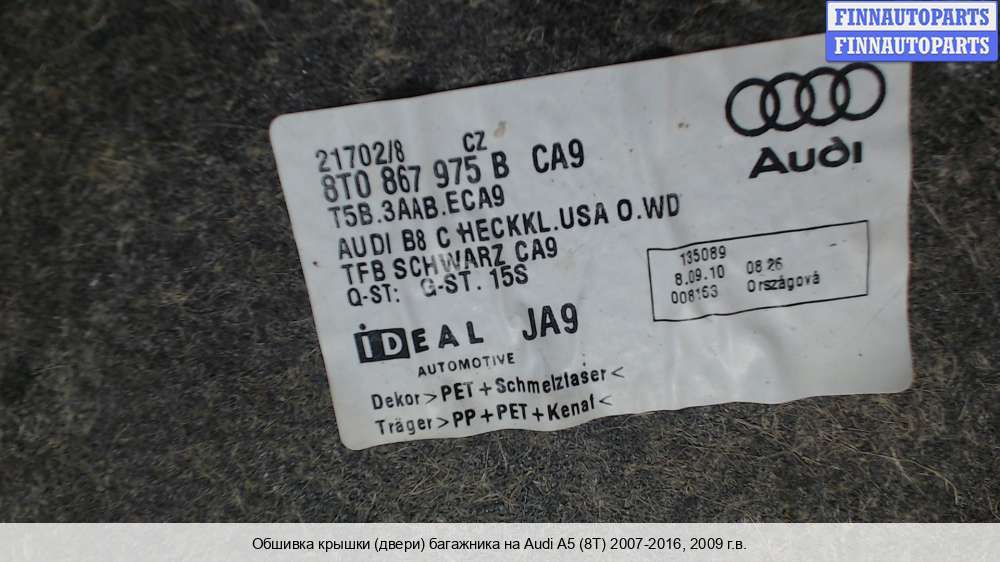 FINNAUTOPARTS
FINNAUTOPARTS
Audi
21702/8 CZ
8T0 867 975 B CA9
T5B.3AAB.ECA9
AUDI B8 C HECKKL.USA O.WD
TFB SCHWARZ CA9
Q-ST: G-ST. 15S
135089
8.09.10 08:26
008153 Országová
IDEAL JA9
AUTOMOTIVE
Dekor>PET+Schmelzfaser<
Träger>PP+PET+Kenaf<
Обшивка крышки (двери) багажника на Audi A5 (8T) 2007-2016, 2009 г.в.